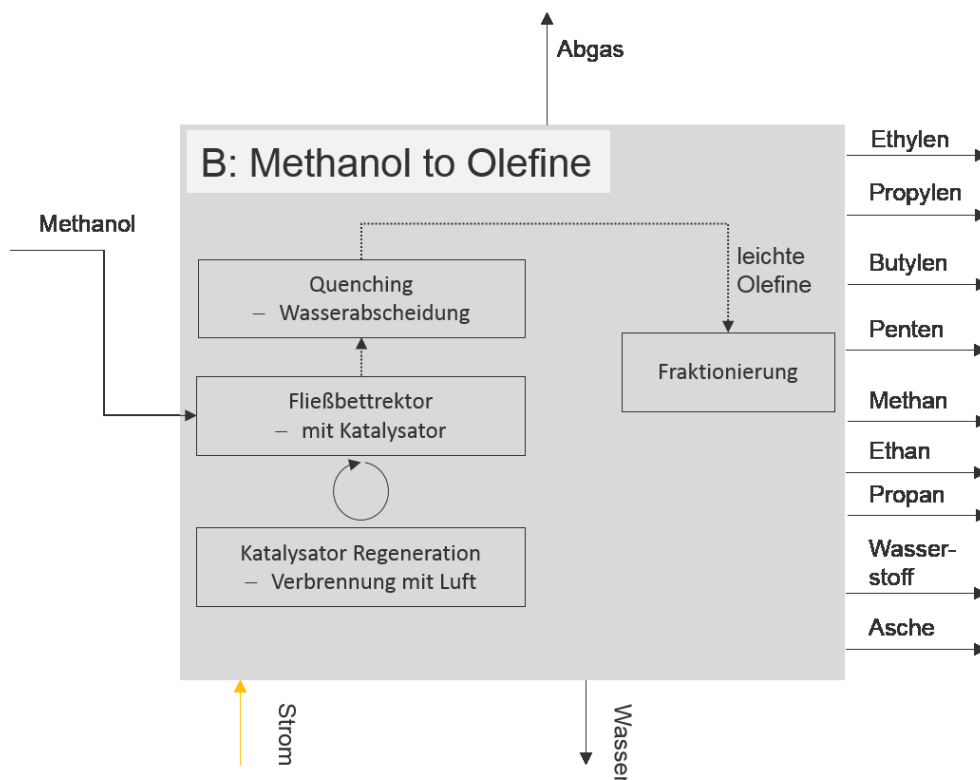 Abgas
B: Methanol to Olefine
Methanol
Quenching
– Wasserabscheidung
leichte
Olefine
Fließbettrektor
– mit Katalysator
Fraktionierung
Katalysator Regeneration
– Verbrennung mit Luft
Ethylen
Propylen
Butylen
Penten
Methan
Ethan
Propan
Wasser-
stoff
Asche
Strom
Wasser